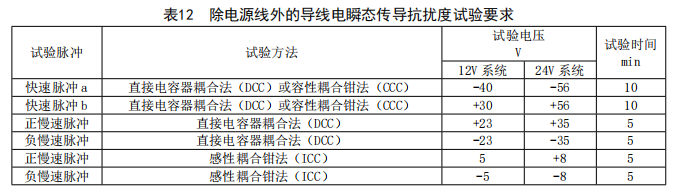 表12 除电源线外的导线电瞬态传导抗扰度试验要求
试验脉冲 试验方法 试验电压 V 试验时间 min
12V 系统 24V 系统
快速脉冲 a 直接电容器耦合法（DCC）或容性耦合钳法（CCC） -40 -56 10
快速脉冲 b 直接电容器耦合法（DCC）或容性耦合钳法（CCC） +30 +56 10
正慢速脉冲 直接电容器耦合法（DCC） +23 +35 5
负慢速脉冲 直接电容器耦合法（DCC） -23 -35 5
正慢速脉冲 感性耦合钳法（ICC） 5 +8 5
负慢速脉冲 感性耦合钳法（ICC） -5 -8 5